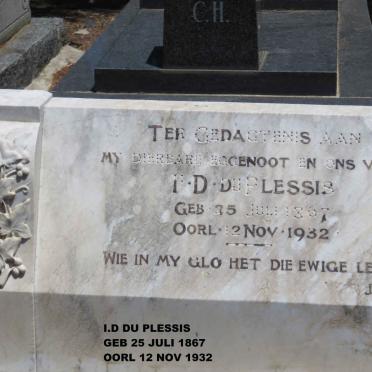 C.H.
TER GEDAGTENIS AAN
MY DIERBARE EGGENOOT EN ONS V
I·D·DU PLESSIS
GEB 25 JULI 1867
OORL·12 NOV·1932
WIE IN MY GLO HET DIE EWIGE LE
J
I.D DU PLESSIS
GEB 25 JULI 1867
OORL 12 NOV 1932